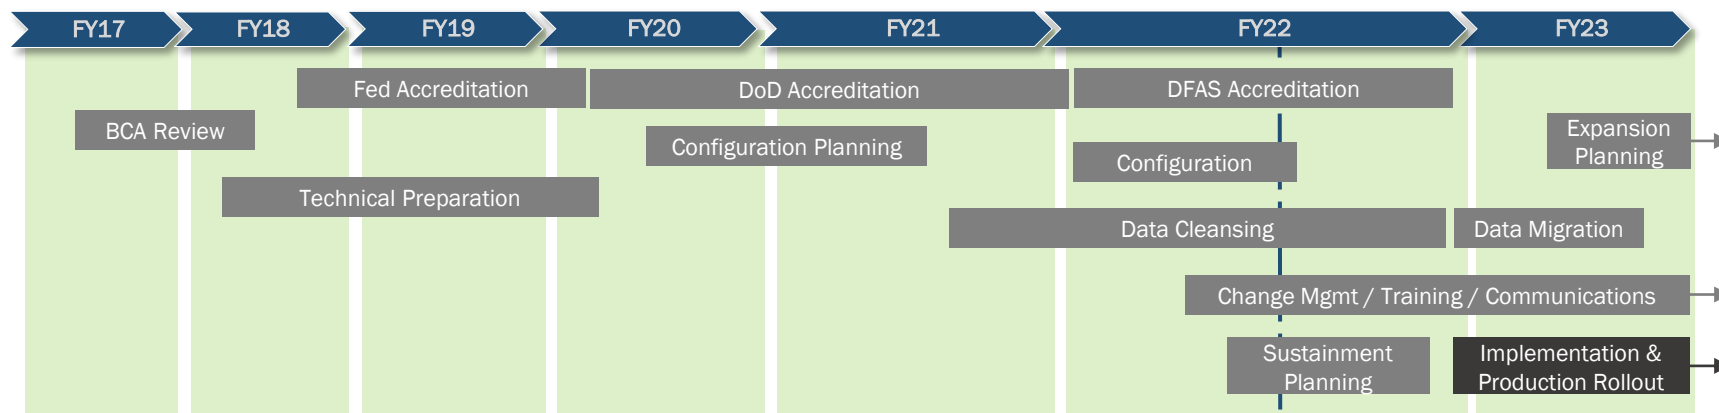 FY17
FY18
FY19
FY20
FY21
FY22
FY23
Fed Accreditation
DoD Accreditation
DFAS Accreditation
BCA Review
Configuration Planning
Configuration
Expansion
Planning
Technical Preparation
Data Cleansing
Data Migration
Change Mgmt / Training / Communications
Sustainment
Planning
Implementation &
Production Rollout